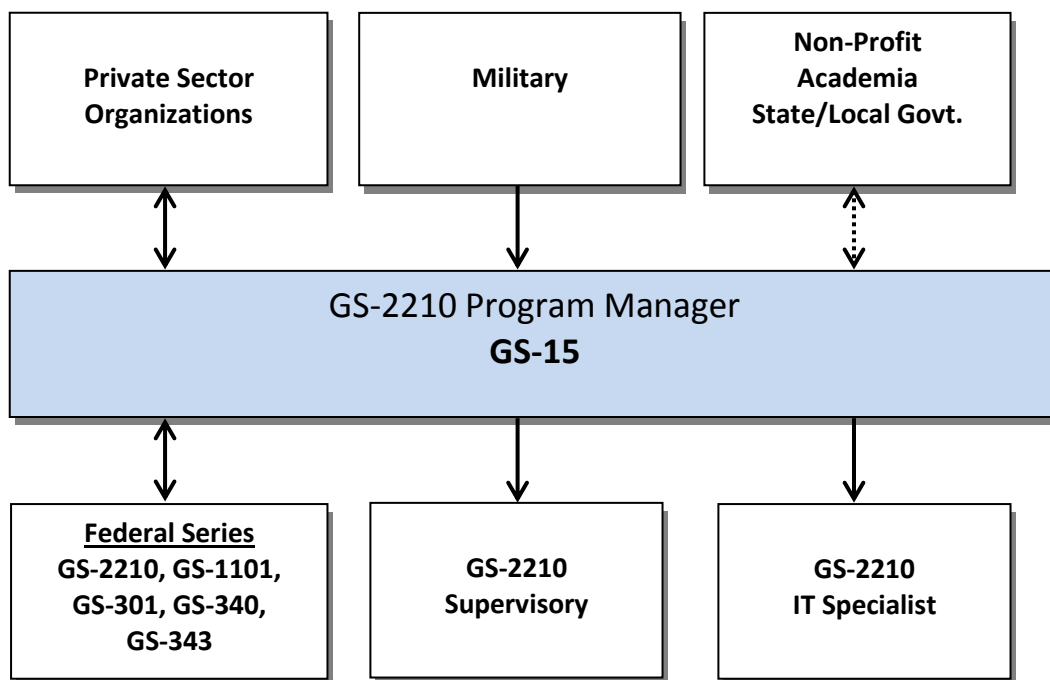 Private Sector
Organizations
Military
Non-Profit
Academia
State/Local Govt.
GS-2210 Program Manager
GS-15
Federal Series
GS-2210, GS-1101,
GS-301, GS-340,
GS-343
GS-2210
Supervisory
GS-2210
IT Specialist